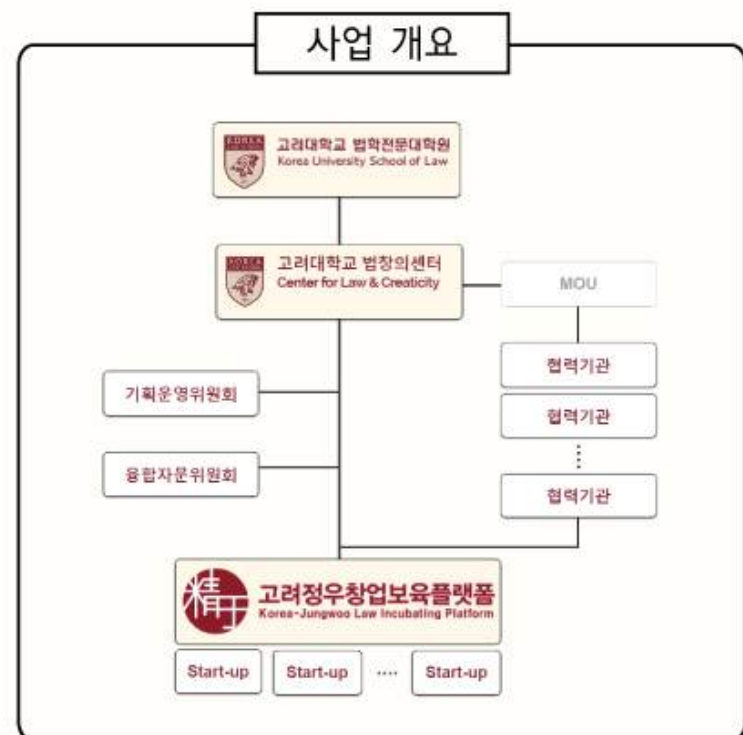 사업 개요
KOREA
고려대학교 법학전문대학원
Korea University School of Law
KOREA
고려대학교 법창의센터
Center for Law & Creaticity
MOU
협력기관
기획운영위원회
협력기관
융합자문위원회
협력기관
고려정우창업보육플랫폼
Korea-Jungwoo Law Incubating Platform
Start-up Start-up .... Start-up